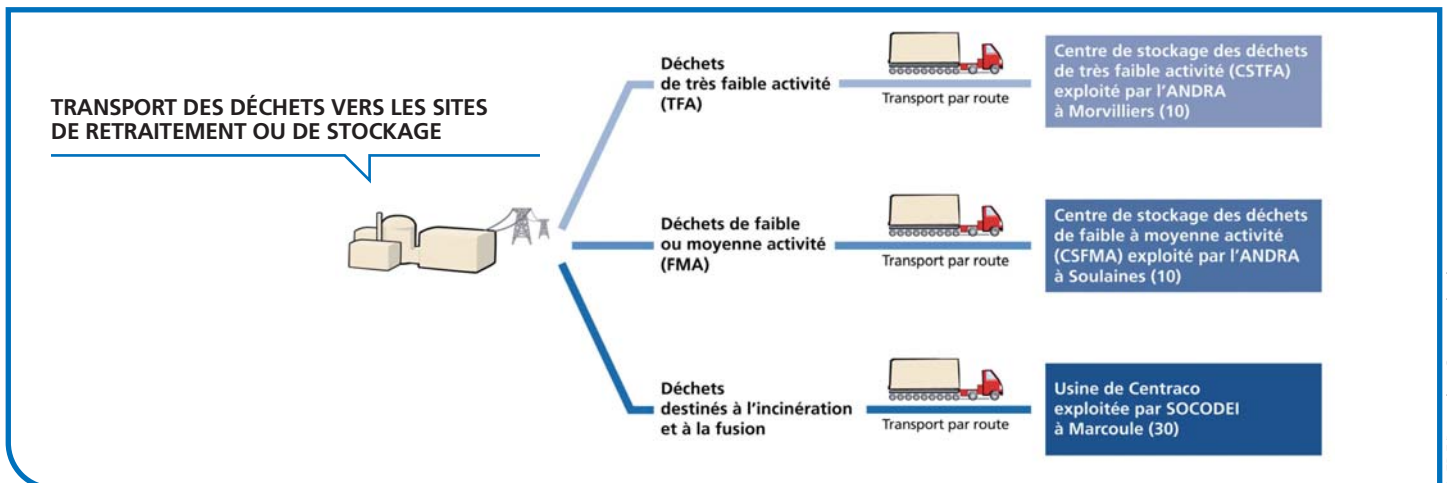 TRANSPORT DES DÉCHETS VERS LES SITES
DE RETRAITEMENT OU DE STOCKAGE
Déchets
de très faible activité
(TFA)
Transport par route
Centre de stockage des déchets
de très faible activité (CSTFA)
exploité par l'ANDRA
à Morvilliers (10)
Déchets de faible
ou moyenne activité
(FMA)
Transport par route
Centre de stockage des déchets
de faible à moyenne activité
(CSFMA) exploité par l'ANDRA
à Soulaines (10)
Déchets
destinés à l'incinération
et à la fusion
Transport par route
Usine de Centraco
exploitée par SOCODEI
à Marcoule (30)